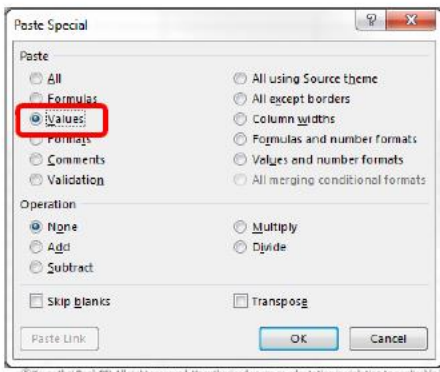 Paste Special
Paste
All
All using Source theme
Formulas
All except borders
Values
Column widths
Formats
Formulas and number formats
Comments
Values and number formats
Validation
All merging conditional formats
Operation
None
Multiply
Add
Divide
Subtract
Skip blanks
Transpose
Paste Link
OK
Cancel